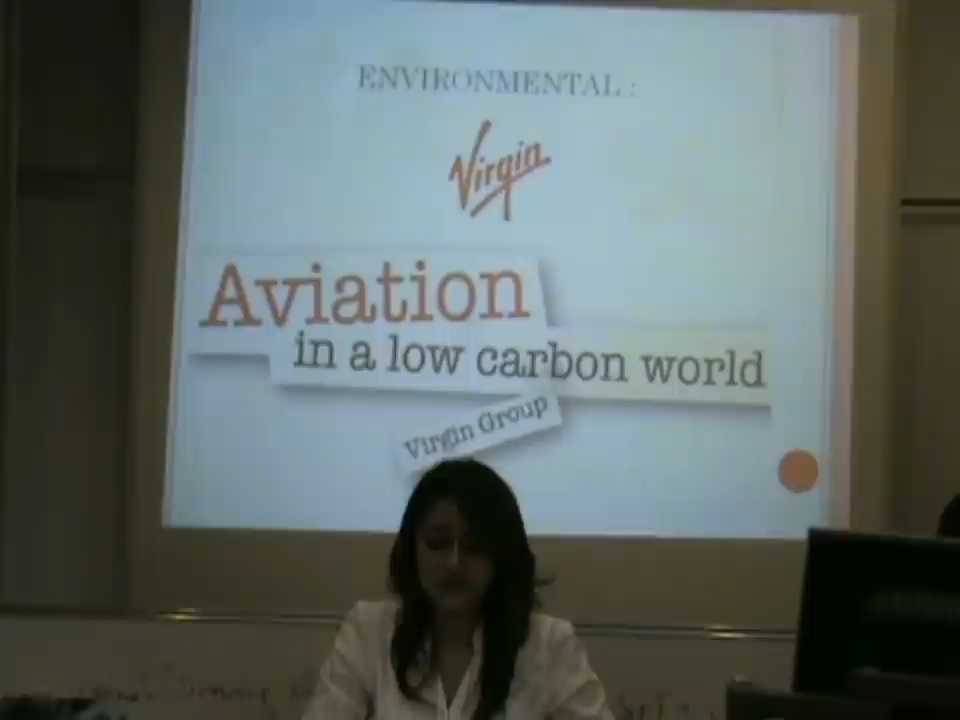 ENVIRONMENTAL :
Virgin
Aviation
in a low carbon world
Virgin Group